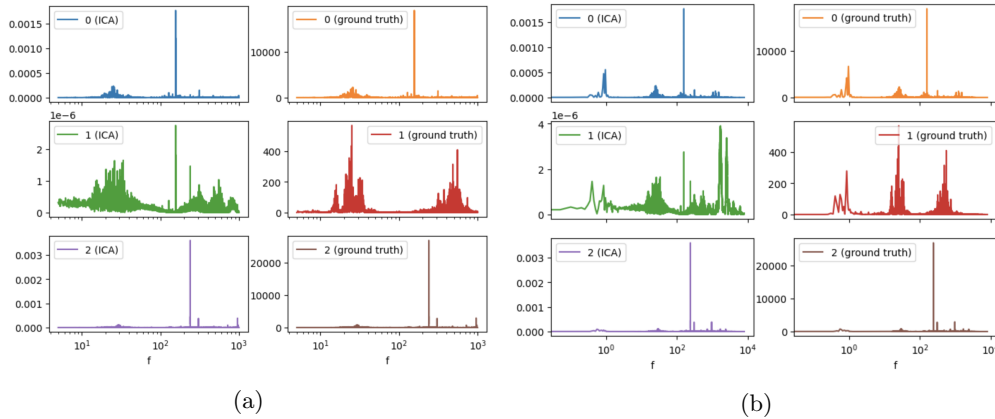 0 (ICA)
0.0015
0.0010
0.0005
0.0000
0 (ground truth)
10000
0
1e−6
1 (ICA)
2
1
0
1 (ground truth)
400
200
0
2 (ICA)
0.003
0.002
0.001
0.000
10¹ 10² 10³
f
2 (ground truth)
20000
10000
0
10¹ 10² 10³
f
(a)
0 (ICA)
0.0015
0.0010
0.0005
0.0000
0 (ground truth)
10000
0
1e−6
1 (ICA)
4
2
0
1 (ground truth)
400
200
0
2 (ICA)
0.003
0.002
0.001
0.000
10⁰ 10² 10⁴
f
2 (ground truth)
20000
10000
0
10⁰ 10² 10⁴
f
(b)